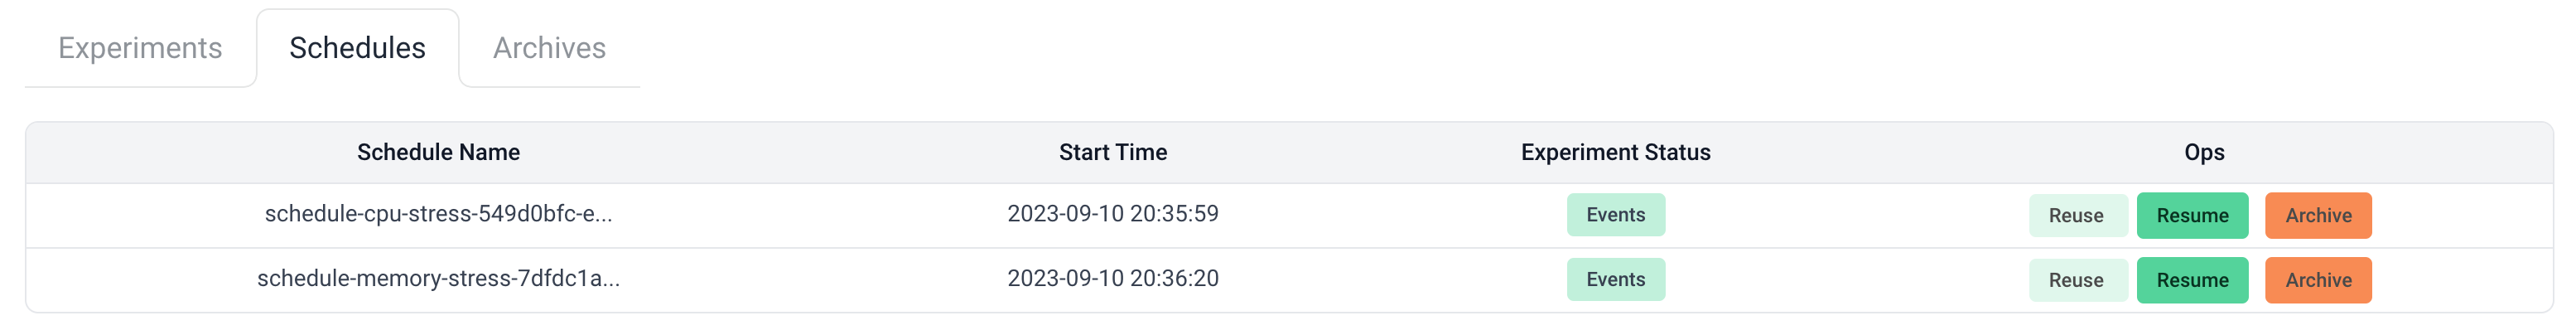 Experiments Schedules Archives
Schedule Name Start Time Experiment Status Ops
schedule-cpu-stress-549d0bfc-e... 2023-09-10 20:35:59 Events Reuse Resume Archive
schedule-memory-stress-7dfdc1a... 2023-09-10 20:36:20 Events Reuse Resume Archive